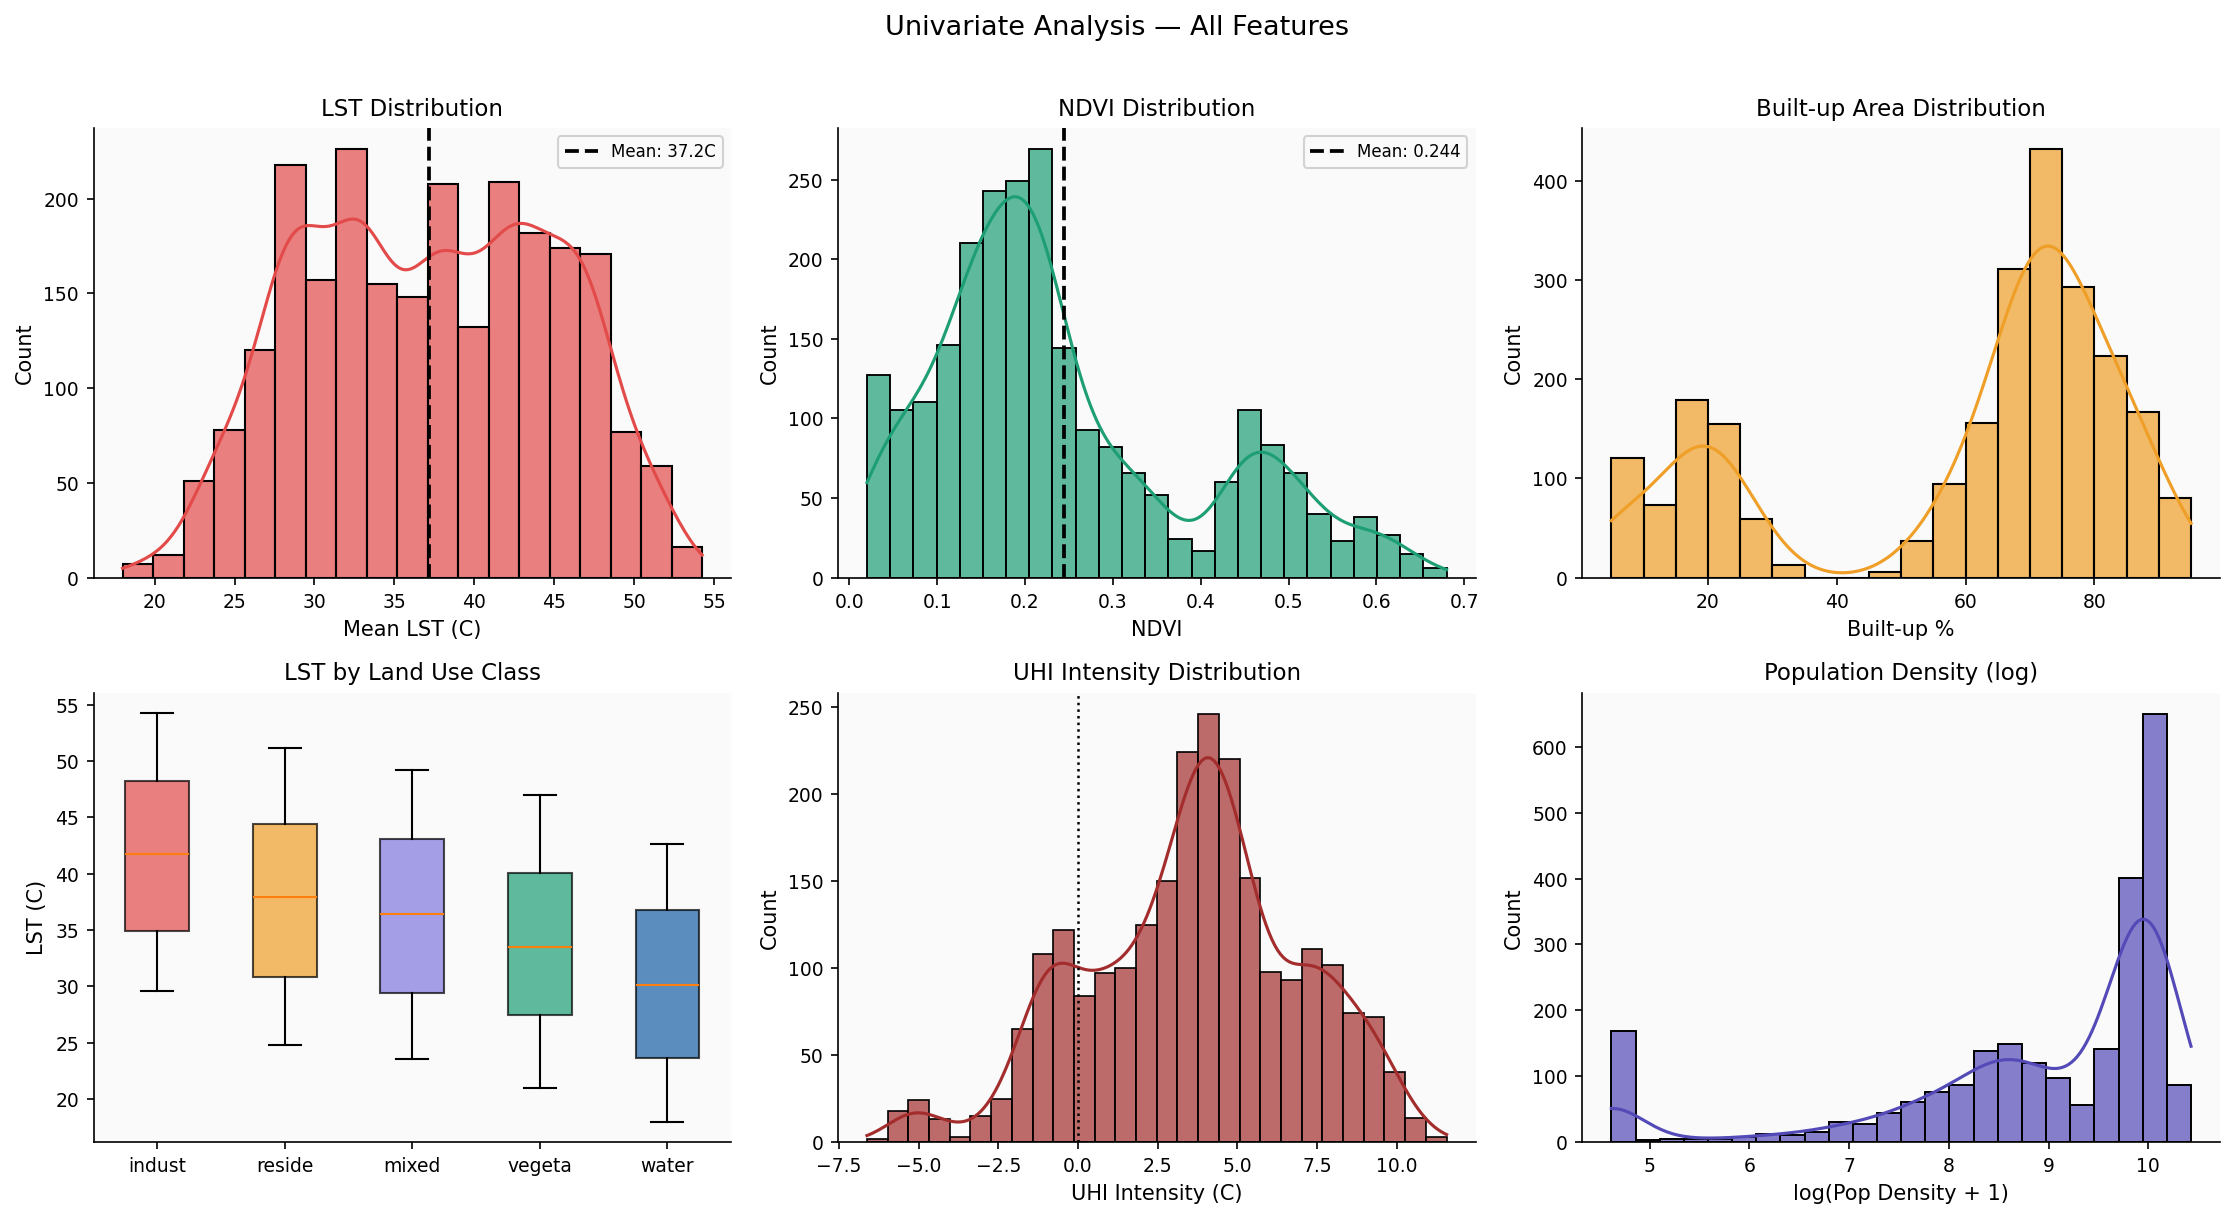 Univariate Analysis — All Features
LST Distribution
Mean: 37.2C
200
150
100
50
0
Count
20 25 30 35 40 45 50 55
Mean LST (C)
NDVI Distribution
Mean: 0.244
250
200
150
100
50
0
Count
0.0 0.1 0.2 0.3 0.4 0.5 0.6 0.7
NDVI
Built-up Area Distribution
400
300
200
100
0
Count
20 40 60 80
Built-up %
LST by Land Use Class
55
50
45
40
35
30
25
20
LST (C)
indust reside mixed vegeta water
UHI Intensity Distribution
250
200
150
100
50
0
Count
−7.5 −5.0 −2.5 0.0 2.5 5.0 7.5 10.0
UHI Intensity (C)
Population Density (log)
600
500
400
300
200
100
0
Count
5 6 7 8 9 10
log(Pop Density + 1)